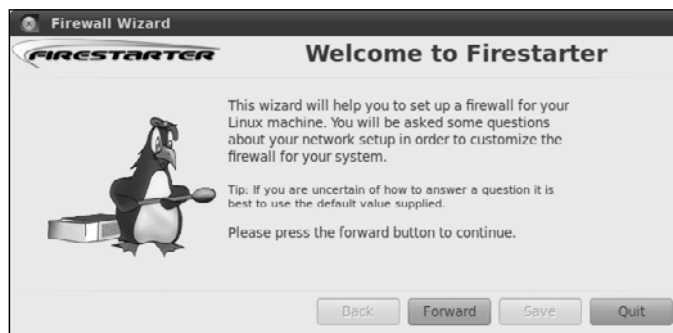 Firewall Wizard
FIRESTARTER
Welcome to Firestarter
This wizard will help you to set up a firewall for your
Linux machine. You will be asked some questions
about your network setup in order to customize the
firewall for your system.
Tip: If you are uncertain of how to answer a question it is
best to use the default value supplied.
Please press the forward button to continue.
Back
Forward
Save
Quit